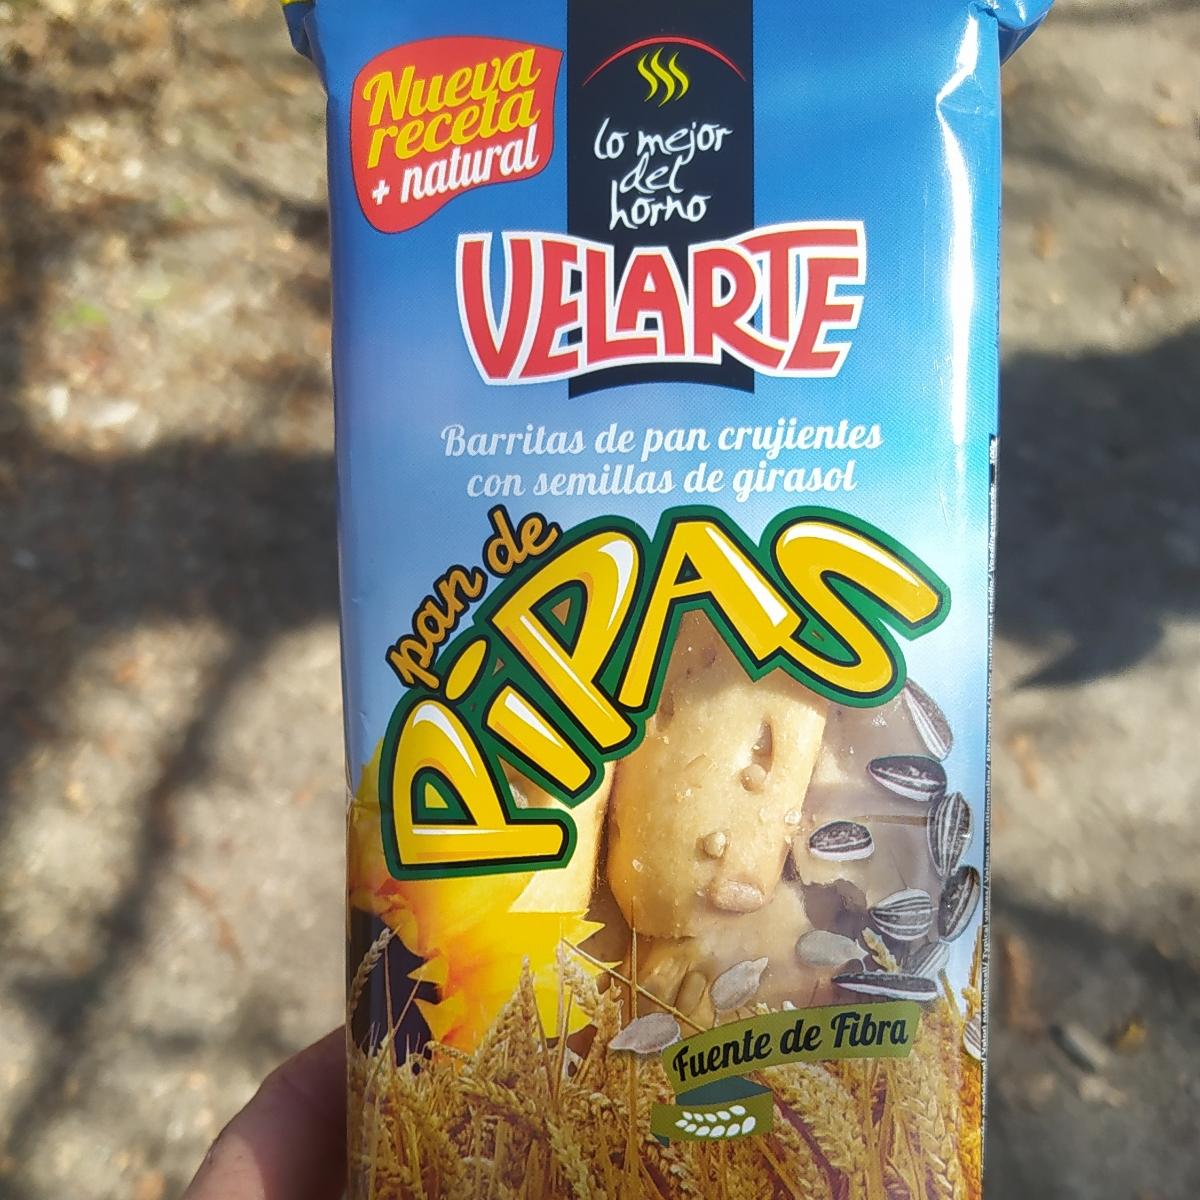 Nueva
receta
+ natural
lo mejor
del
horno
VELARTE
Barritas de pan crujientes
con semillas de girasol
pan de
PiPAS
Fuente de Fibra